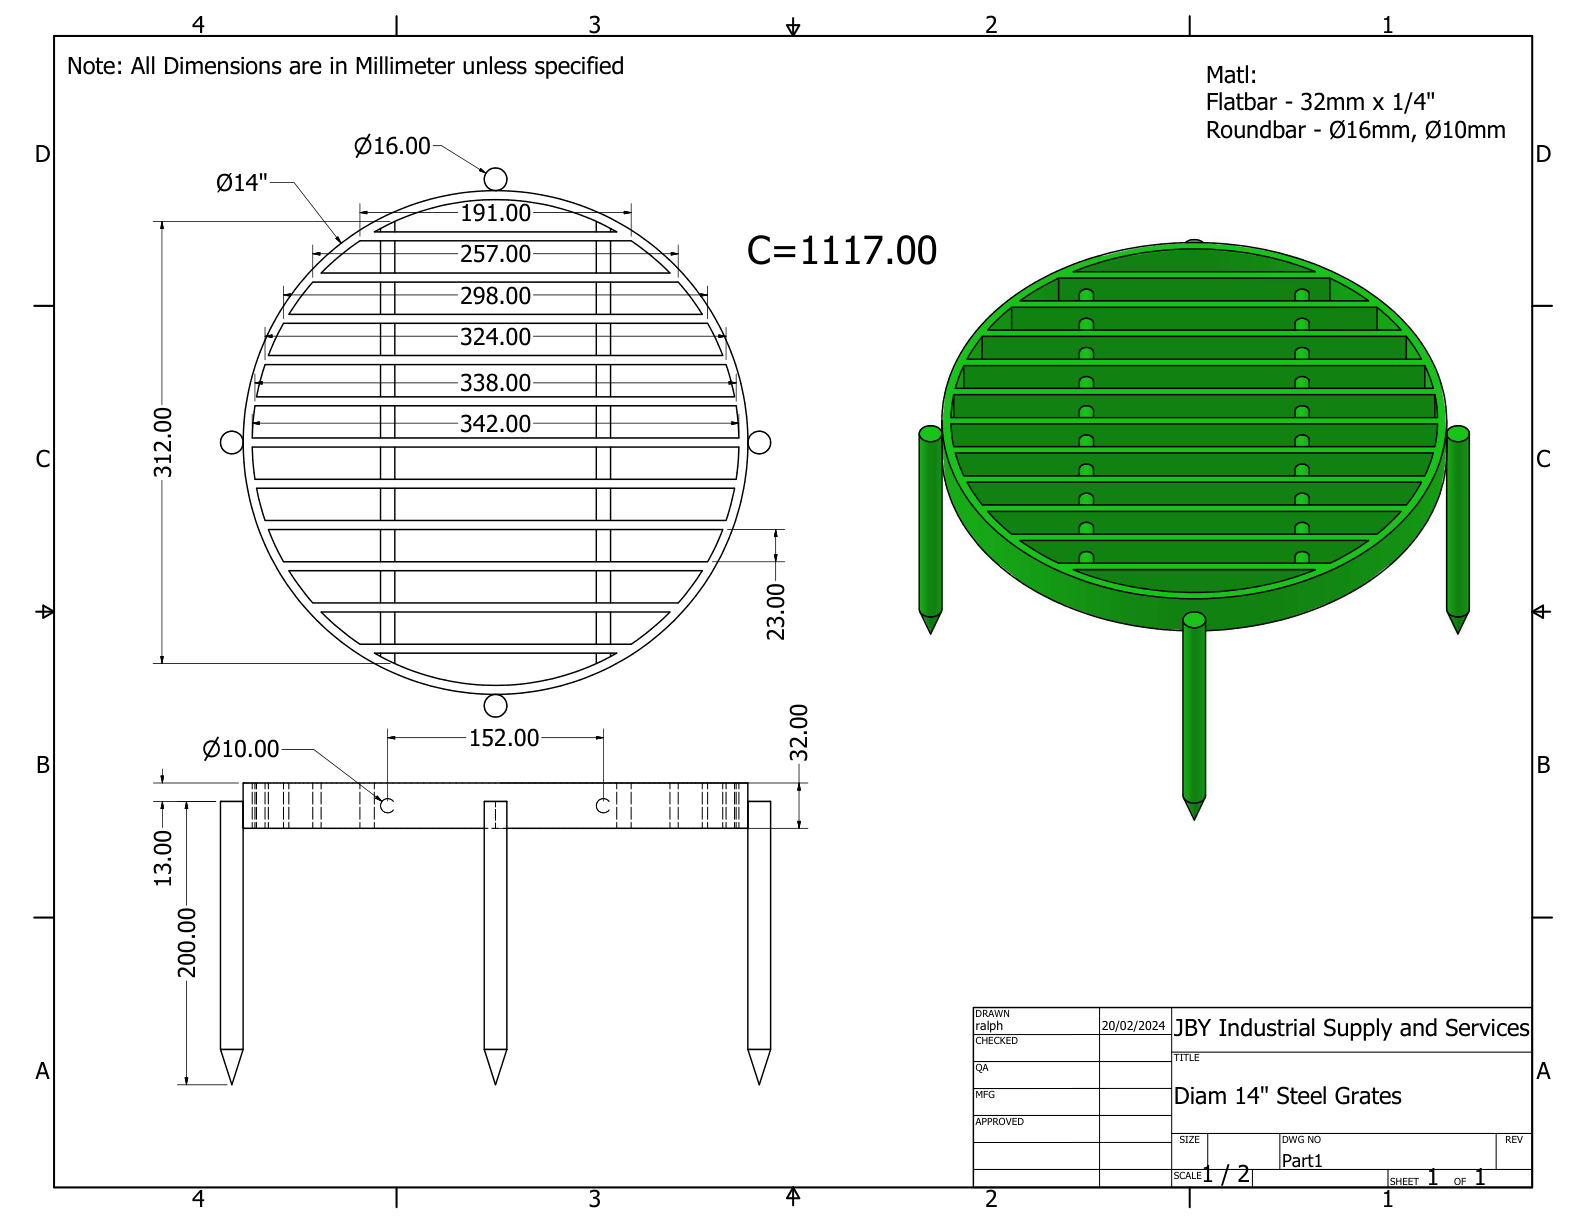 4 3 2 1
Note: All Dimensions are in Millimeter unless specified
Matl:
Flatbar - 32mm x 1/4"
Roundbar - Ø16mm, Ø10mm
D D
Ø16.00
Ø14"
191.00
C=1117.00
257.00
298.00
324.00
338.00
342.00
312.00
C C
23.00
152.00
32.00
Ø10.00
B B
13.00
200.00
A A
DRAWN
ralph
20/02/2024
CHECKED
QA
MFG
APPROVED
JBY Industrial Supply and Services
TITLE
Diam 14" Steel Grates
SIZE
DWG NO
Part1
REV
SCALE 1 / 2
SHEET 1 OF 1
4 3 2 1